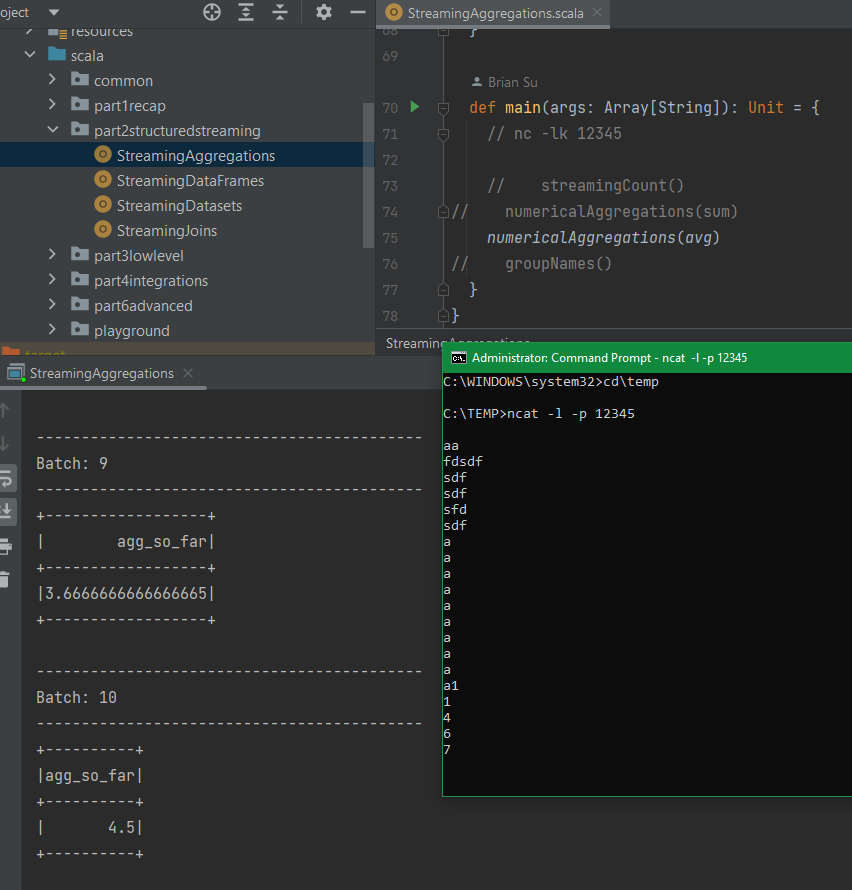 oject
resources
scala
common
part1recap
part2structuredstreaming
StreamingAggregations
StreamingDataFrames
StreamingDatasets
StreamingJoins
part3lowlevel
part4integrations
part6advanced
playground
target
StreamingAggregations.scala
68 }
69
Brian Su
70 def main(args: Array[String]): Unit = {
71 // nc -lk 12345
72
73 // streamingCount()
74 // numericalAggregations(sum)
75 numericalAggregations(avg)
76 // groupNames()
77 }
78 }
StreamingAggregations
StreamingAggregations
-------------------------------------------
Batch: 9
-------------------------------------------
+------------------+
|        agg_so_far|
+------------------+
|3.6666666666666665|
+------------------+
-------------------------------------------
Batch: 10
-------------------------------------------
+----------+
|agg_so_far|
+----------+
|       4.5|
+----------+
Administrator: Command Prompt - ncat -l -p 12345
C:\WINDOWS\system32>cd\temp
C:\TEMP>ncat -l -p 12345
aa
fdsdf
sdf
sdf
sfd
sdf
a
a
a
a
a
a
a
a
a
a1
1
4
6
7